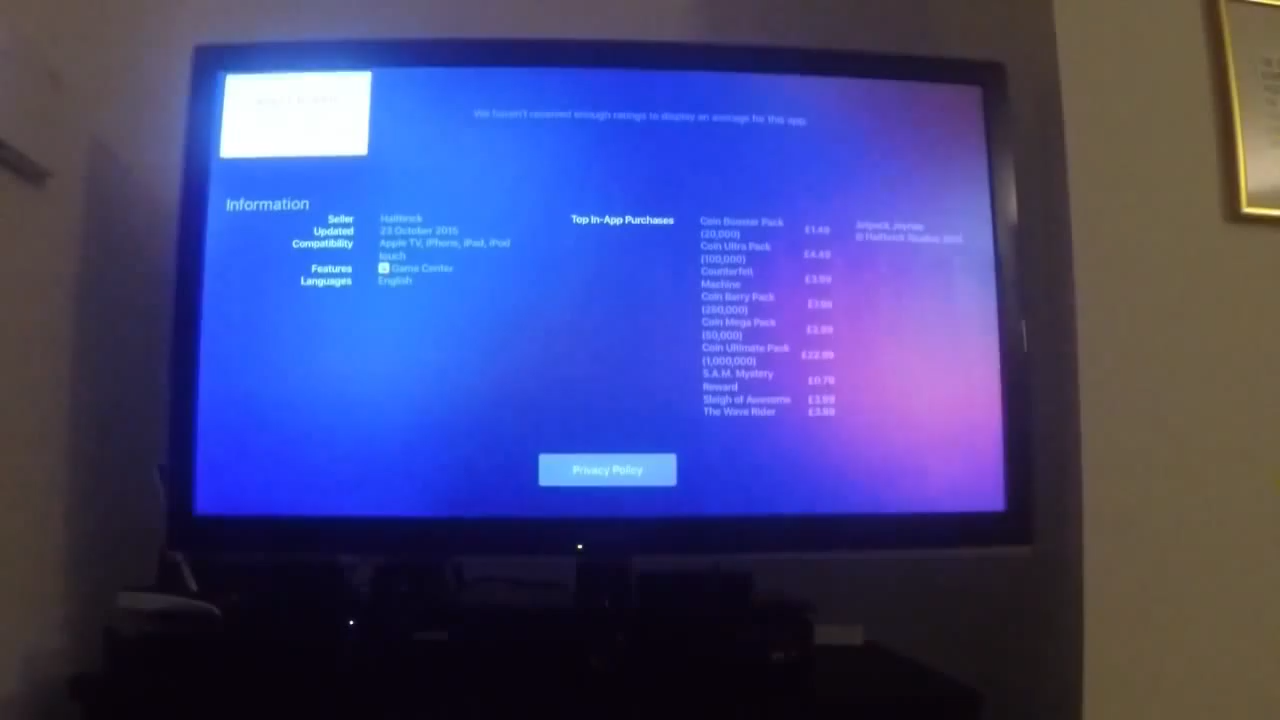 We haven't received enough ratings to display an average for this app.
Information
Seller Halfbrick
Updated 23 October 2015
Compatibility Apple TV, iPhone, iPad, iPod
touch
Features Game Center
Languages English
Top In-App Purchases
Coin Booster Pack
(20,000) £1.49
Coin Ultra Pack
(100,000) £4.49
Counterfeit
Machine £3.99
Coin Barry Pack
(250,000) £7.99
Coin Mega Pack
(50,000) £2.99
Coin Ultimate Pack
(1,000,000) £22.99
S.A.M. Mystery
Reward £0.79
Sleigh of Awesome £3.99
The Wave Rider
Jetpack Joyride
© Halfbrick Studios
Privacy Policy